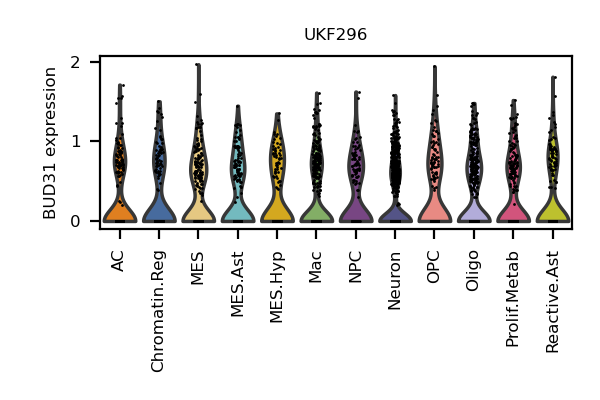 UKF296
BUD31 expression
2
1
0
AC
Chromatin.Reg
MES
MES.Ast
MES.Hyp
Mac
NPC
Neuron
OPC
Oligo
Prolif.Metab
Reactive.Ast